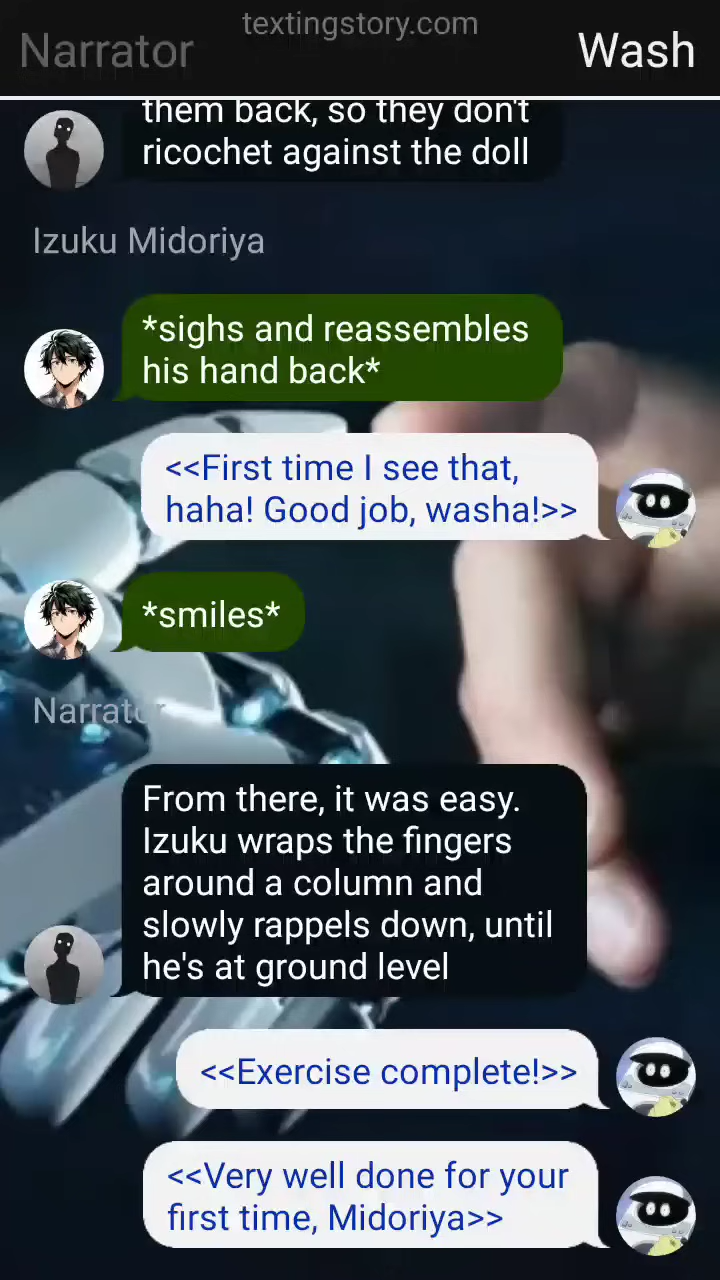 textingstory.com
Narrator
Wash
them back, so they don't
ricochet against the doll
Izuku Midoriya
*sighs and reassembles
his hand back*
<<First time I see that,
haha! Good job, washa!>>
*smiles*
Narrator
From there, it was easy.
Izuku wraps the fingers
around a column and
slowly rappels down, until
he's at ground level
<<Exercise complete!>>
<<Very well done for your
first time, Midoriya>>